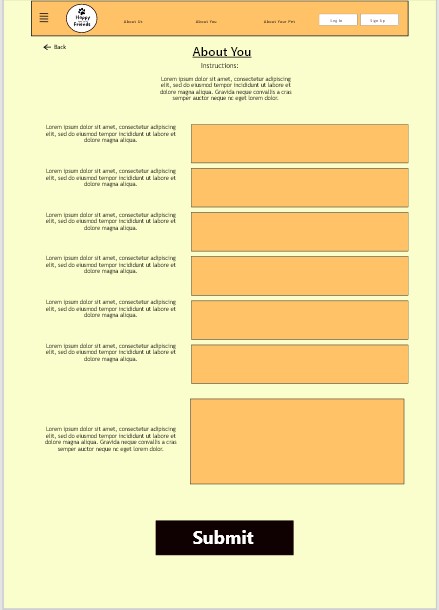 Happy
Friends
About Us
About You
About Your Pet
Log In
Sign Up
Back
About You
Instructions:
Lorem ipsum dolor sit amet, consectetur adipiscing
elit, sed do eiusmod tempor incididunt ut labore et
dolore magna aliqua. Gravida neque convallis a cras
semper auctor neque nc eget lorem dolor.
Lorem ipsum dolor sit amet, consectetur adipiscing
elit, sed do eiusmod tempor incididunt ut labore et
dolore magna aliqua.
Lorem ipsum dolor sit amet, consectetur adipiscing
elit, sed do eiusmod tempor incididunt ut labore et
dolore magna aliqua.
Lorem ipsum dolor sit amet, consectetur adipiscing
elit, sed do eiusmod tempor incididunt ut labore et
dolore magna aliqua.
Lorem ipsum dolor sit amet, consectetur adipiscing
elit, sed do eiusmod tempor incididunt ut labore et
dolore magna aliqua.
Lorem ipsum dolor sit amet, consectetur adipiscing
elit, sed do eiusmod tempor incididunt ut labore et
dolore magna aliqua.
Lorem ipsum dolor sit amet, consectetur adipiscing
elit, sed do eiusmod tempor incididunt ut labore et
dolore magna aliqua.
Lorem ipsum dolor sit amet, consectetur adipiscing
elit, sed do eiusmod tempor incididunt ut labore et
dolore magna aliqua. Gravida neque convallis a cras
semper auctor neque nc eget lorem dolor.
Submit